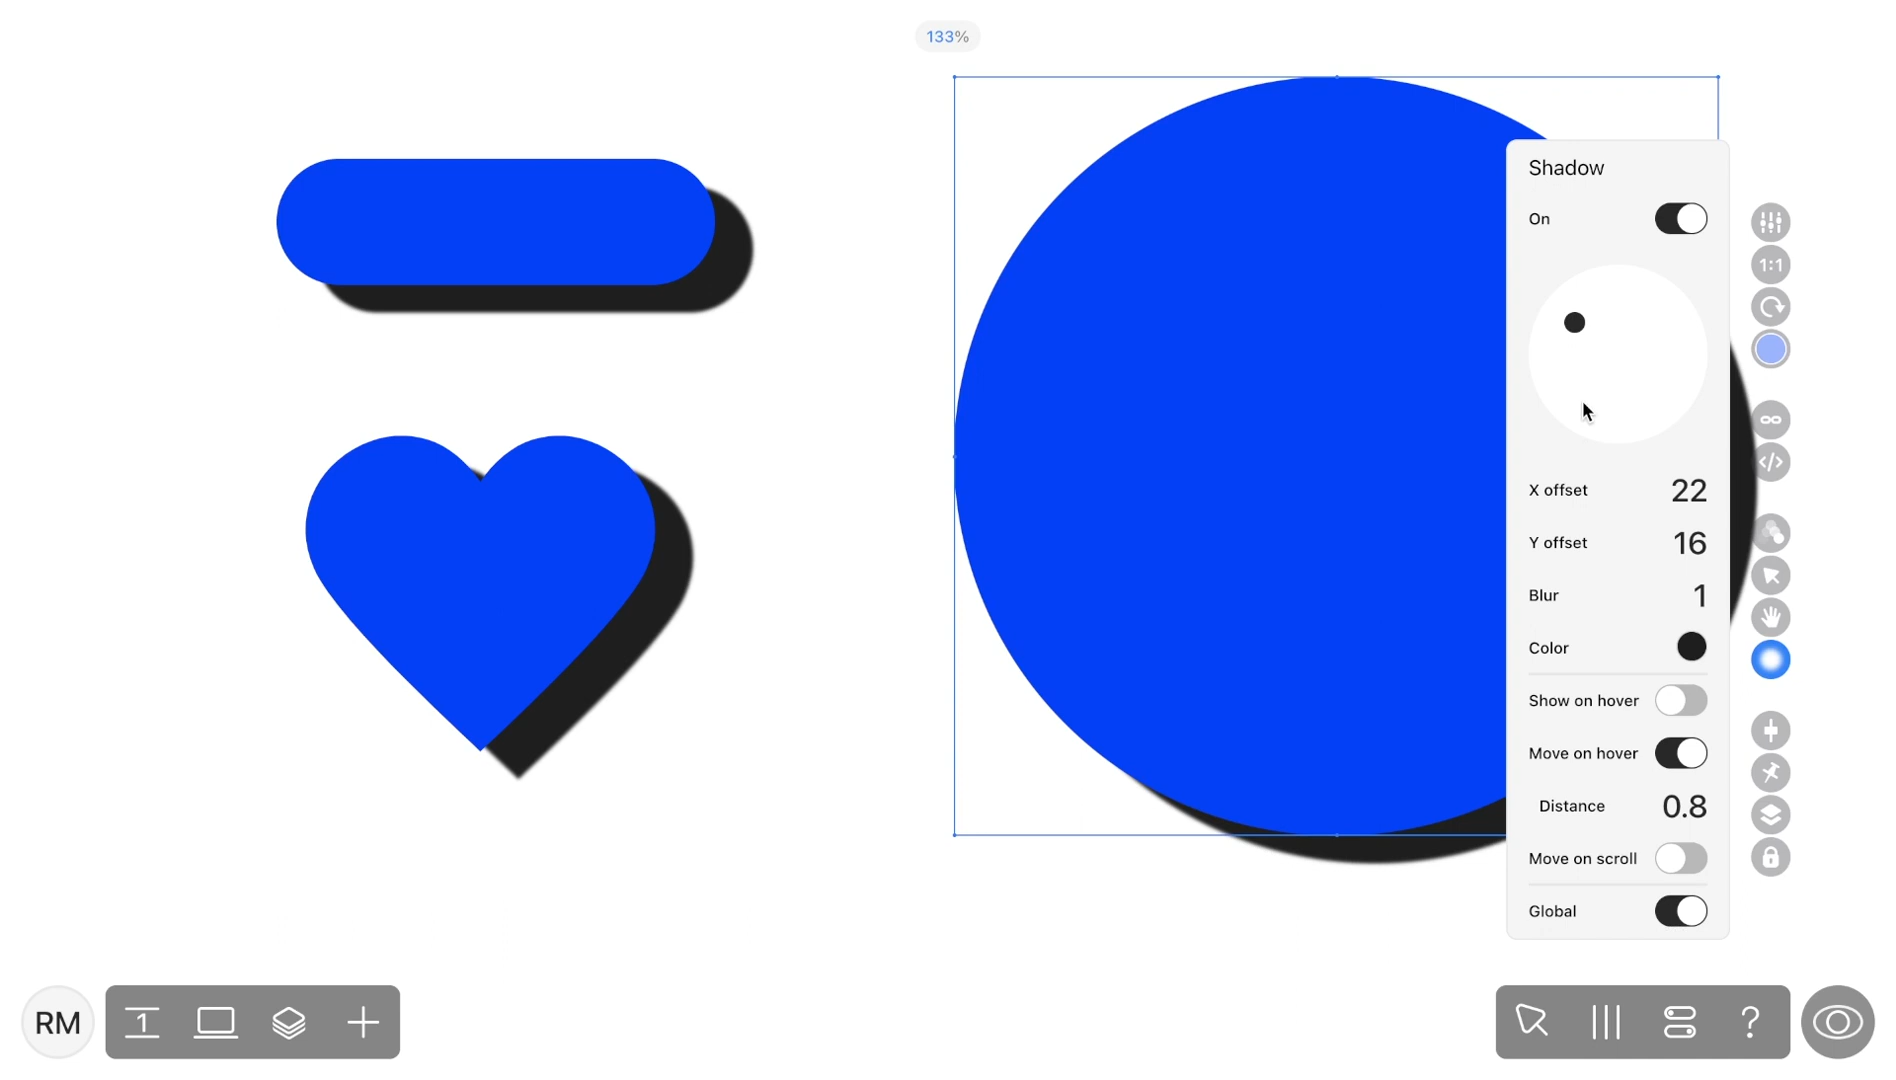 133%
Shadow
On
1:1
</>
X offset 22
Y offset 16
Blur 1
Color
Show on hover
Move on hover
Distance 0.8
Move on scroll
Global
RM
1
?